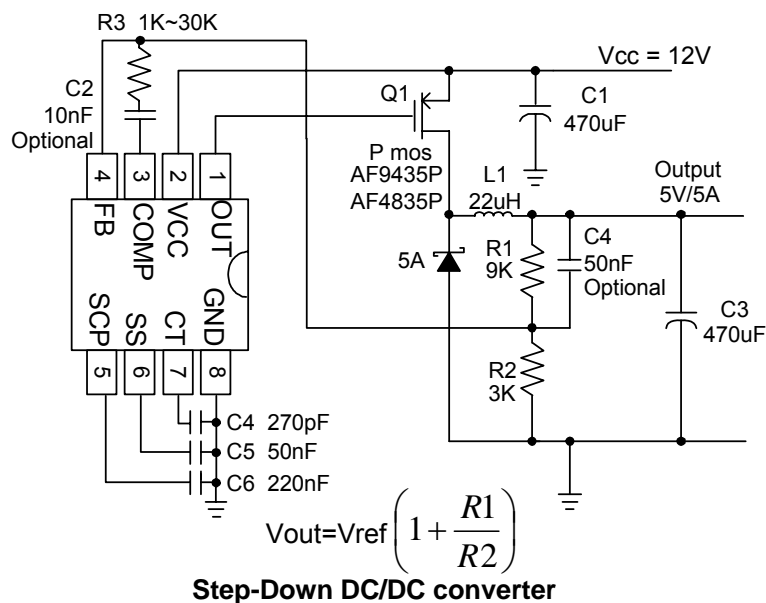 R3 1K~30K
Vcc = 12V
C2
10nF
Optional
Q1
C1
470uF
P mos
AF9435P
AF4835P
L1
22uH
Output
5V/5A
4
3
2
1
FB
COMP
VCC
OUT
SCP
SS
CT
GND
5
6
7
8
5A
R1
9K
C4
50nF
Optional
C3
470uF
R2
3K
C4 270pF
C5 50nF
C6 220nF
Vout=Vref(1+R1/R2)
Step-Down DC/DC converter